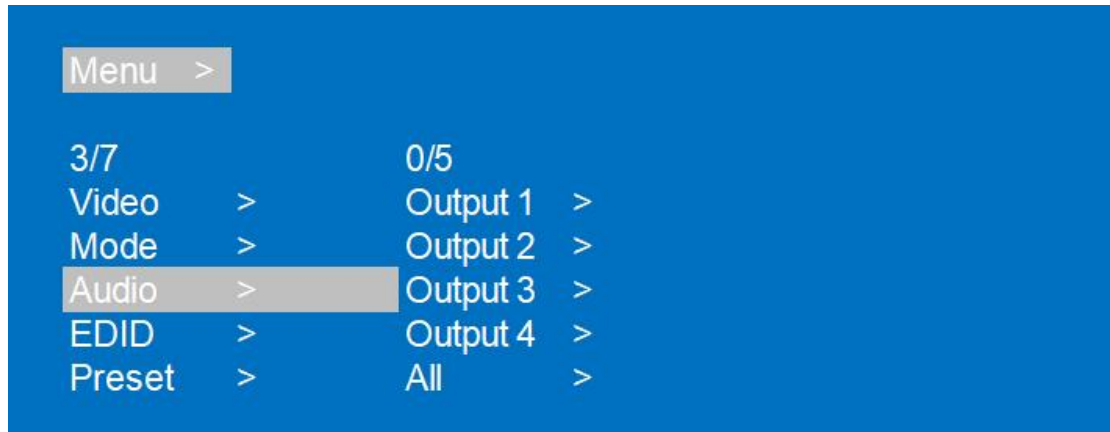 Menu >
3/7 0/5
Video > Output 1 >
Mode > Output 2 >
Audio > Output 3 >
EDID > Output 4 >
Preset > All >